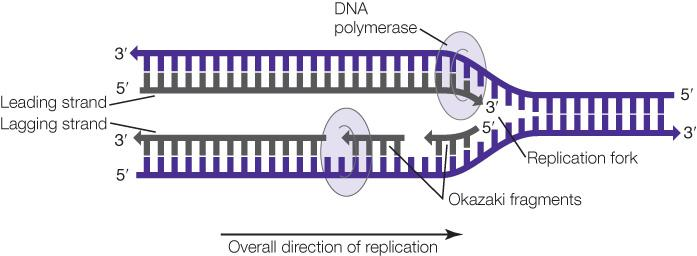 DNA
polymerase
3′
5′
5′
Leading strand
3′
Lagging strand
5′
3′
3′
Replication fork
5′
Okazaki fragments
Overall direction of replication